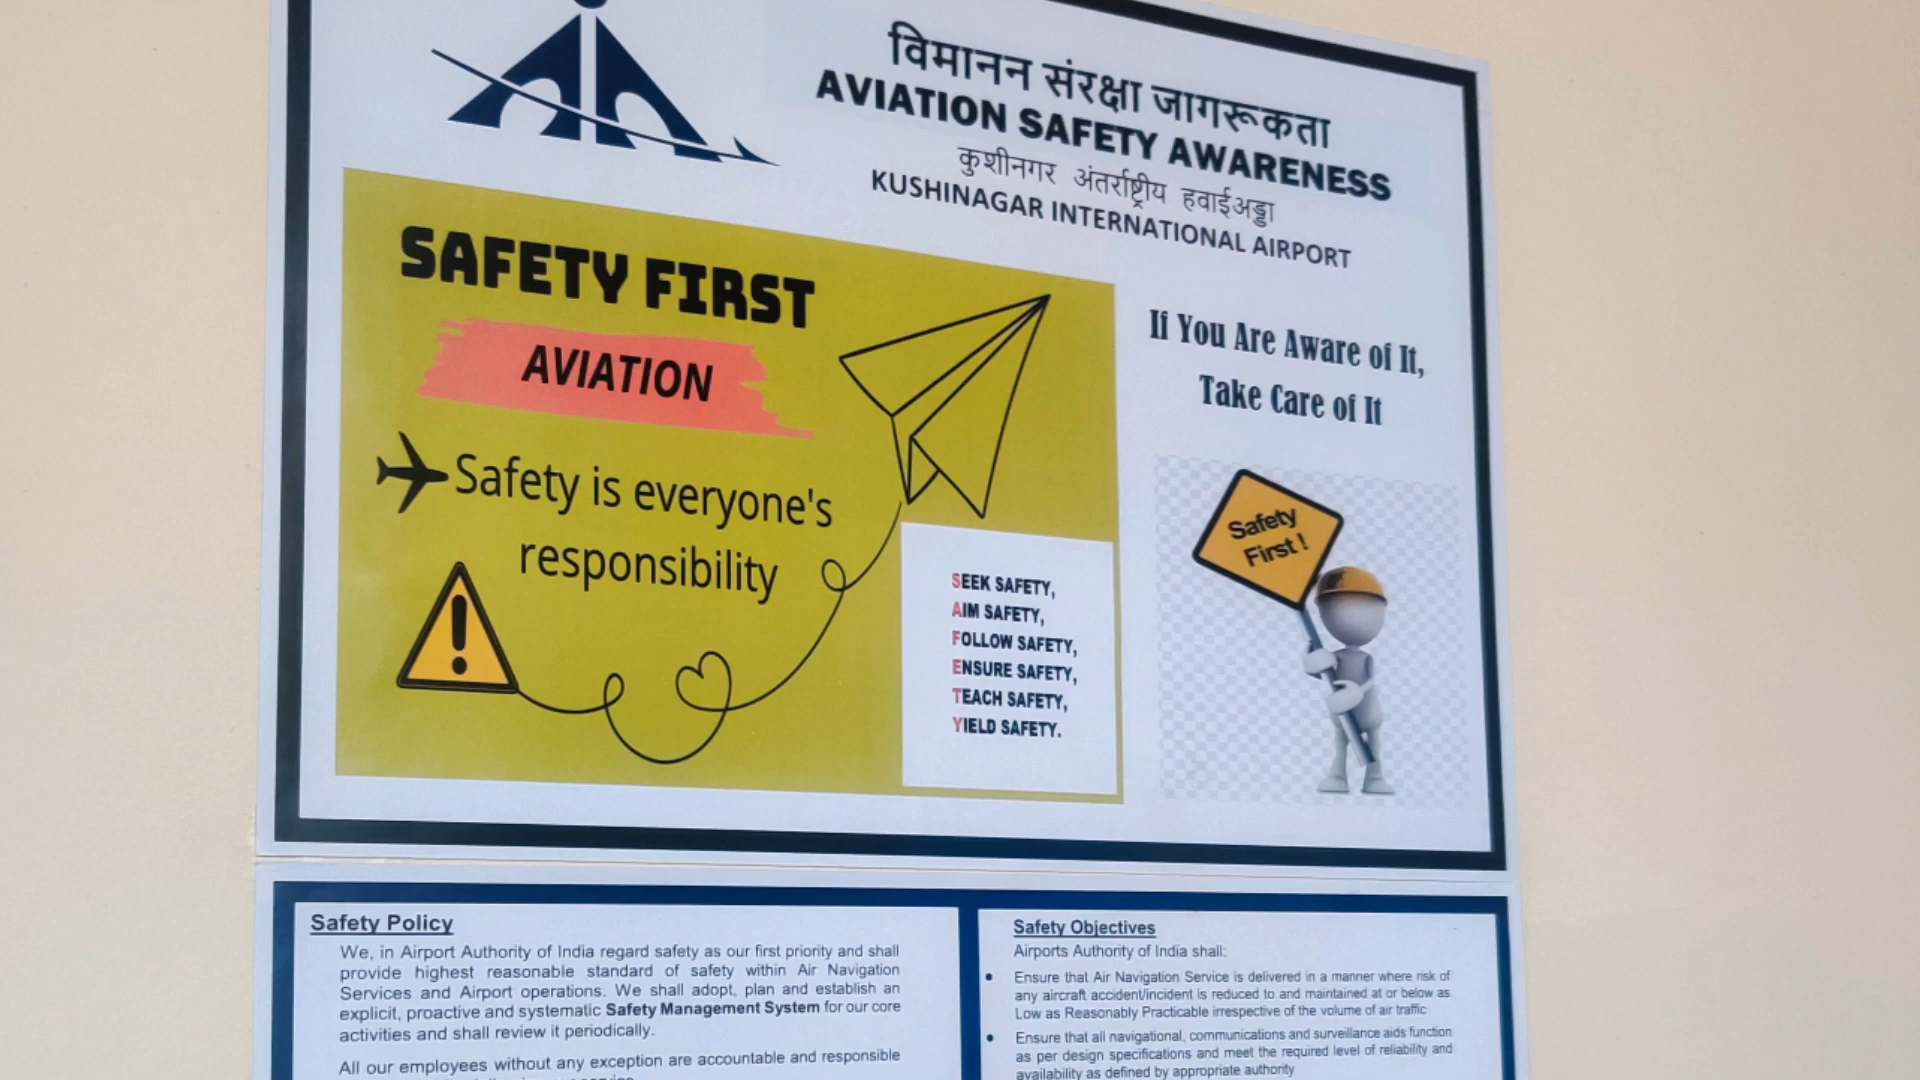 विमानन संरक्षा जागरूकता
AVIATION SAFETY AWARENESS
कुशीनगर अंतर्राष्ट्रीय हवाईअड्डा
KUSHINAGAR INTERNATIONAL AIRPORT
SAFETY FIRST
AVIATION
Safety is everyone's
responsibility
SEEK SAFETY,
AIM SAFETY,
FOLLOW SAFETY,
ENSURE SAFETY,
TEACH SAFETY,
YIELD SAFETY.
If You Are Aware of It,
Take Care of It
Safety
First !
Safety Policy
We, in Airport Authority of India regard safety as our first priority and shall
provide highest reasonable standard of safety within Air Navigation
Services and Airport operations. We shall adopt, plan and establish an
explicit, proactive and systematic Safety Management System for our core
activities and shall review it periodically.
All our employees without any exception are accountable and responsible
Safety Objectives
Airports Authority of India shall:
• Ensure that Air Navigation Service is delivered in a manner where risk of
any aircraft accident/incident is reduced to and maintained at or below as
Low as Reasonably Practicable irrespective of the volume of air traffic
• Ensure that all navigational, communications and surveillance aids function
as per design specifications and meet the required level of reliability and
availability as defined by appropriate authority